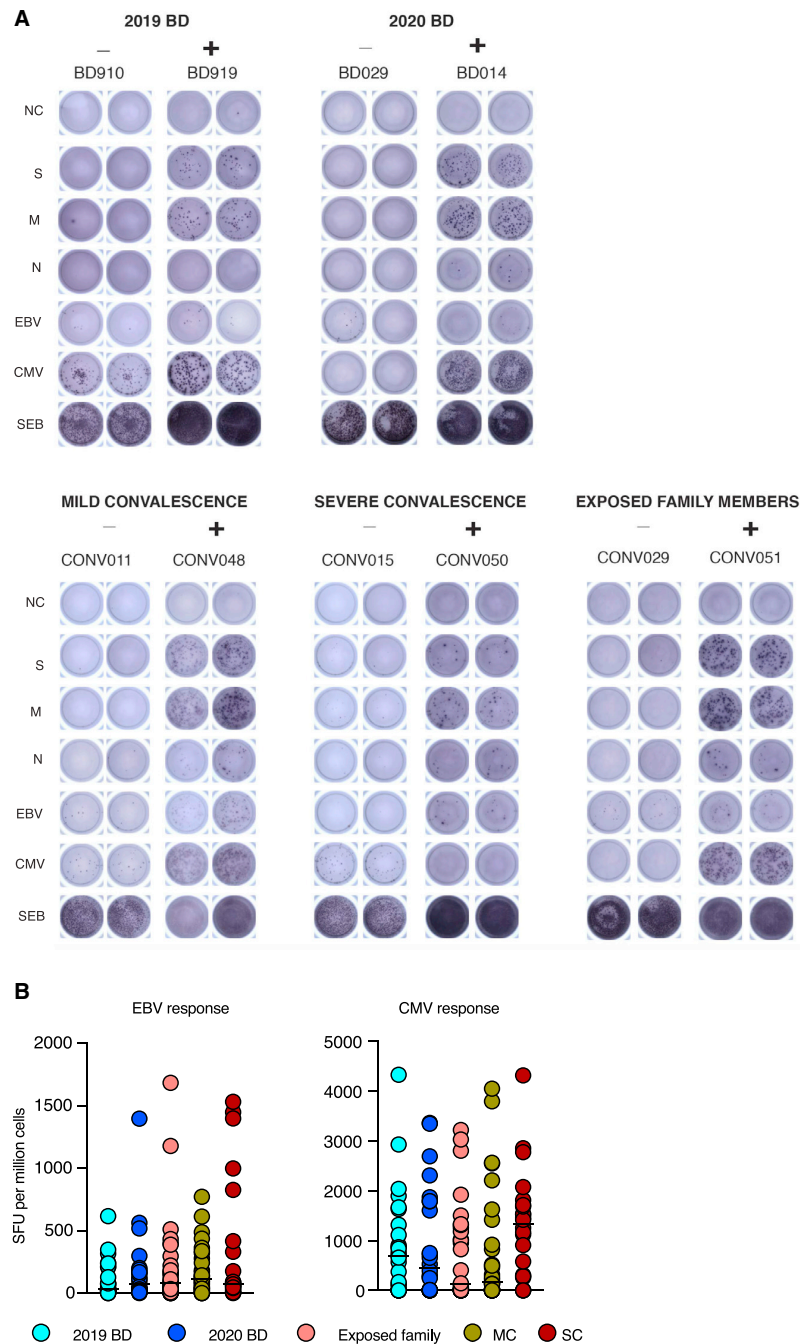 A
2019 BD
2020 BD
— +
— +
BD910 BD919
BD029 BD014
NC
S
M
N
EBV
CMV
SEB
MILD CONVALESCENCE
SEVERE CONVALESCENCE
EXPOSED FAMILY MEMBERS
— +
— +
— +
CONV011 CONV048
CONV015 CONV050
CONV029 CONV051
NC
S
M
N
EBV
CMV
SEB
B
EBV response
SFU per million cells
2000
1500
1000
500
0
CMV response
5000
4000
3000
2000
1000
0
2019 BD 2020 BD Exposed family MC SC